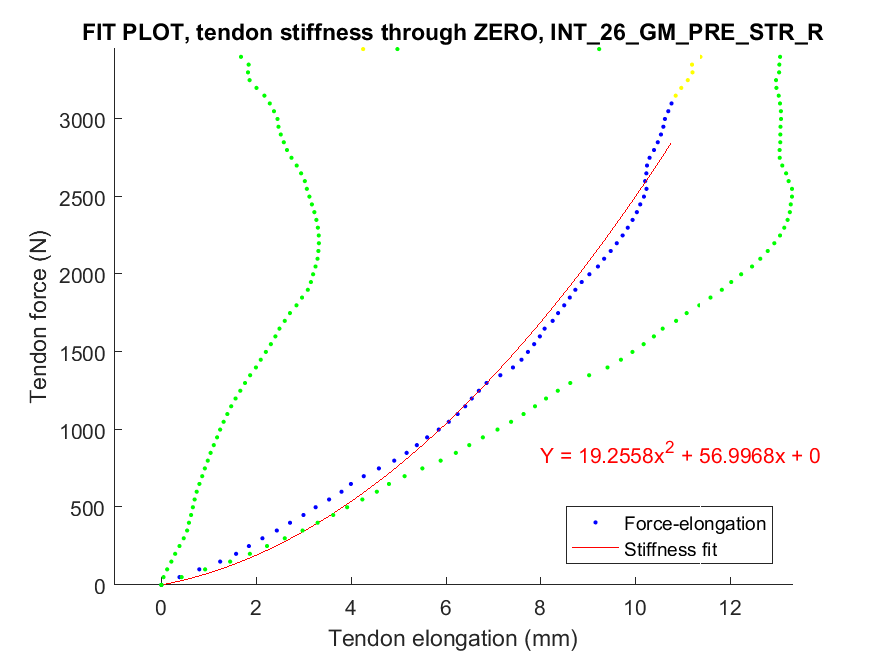 FIT PLOT, tendon stiffness through ZERO, INT_26_GM_PRE_STR_R
3000
2500
2000
1500
1000
500
0
Tendon force (N)
Y = 19.2558x² + 56.9968x + 0
Force-elongation
Stiffness fit
0 2 4 6 8 10 12
Tendon elongation (mm)